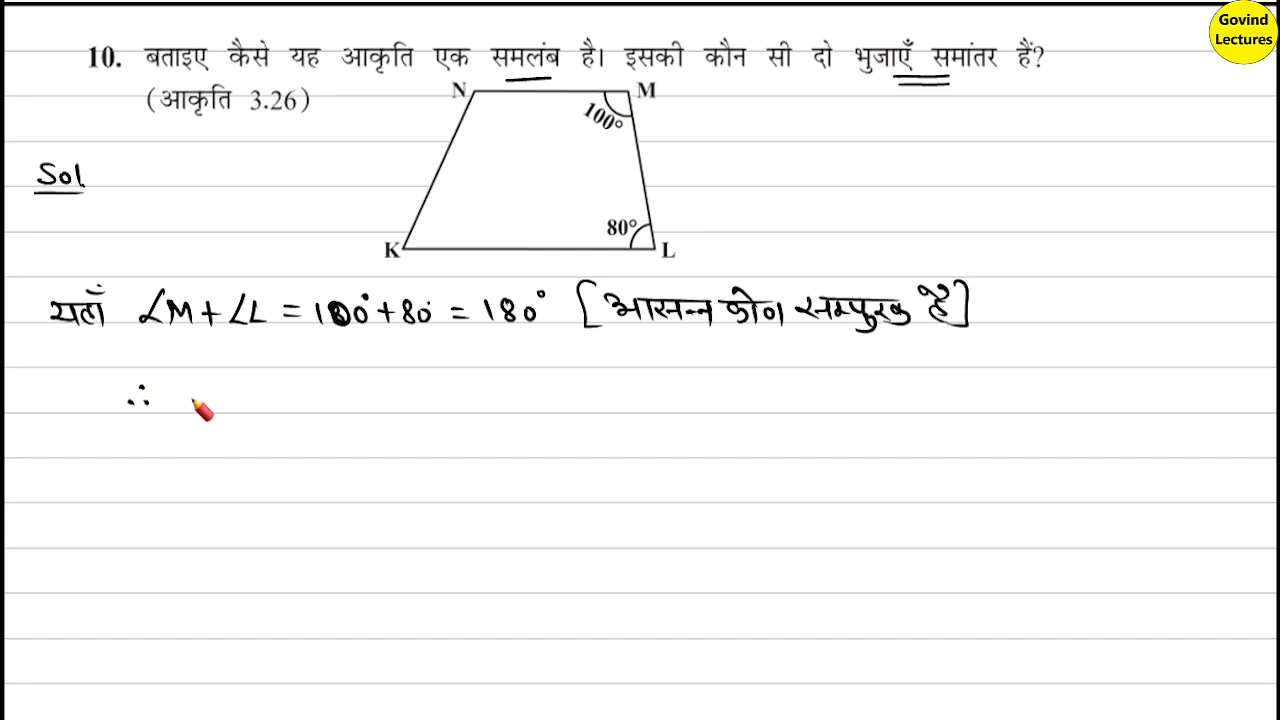 Govind
Lectures
10. बताइए कैसे यह आकृति एक समलंब है। इसकी कौन सी दो भुजाएँ समांतर हैं?
(आकृति 3.26)
N
M
100°
Sol
80°
K
L
यहाँ ∠M + ∠L = 100° + 80° = 180° [आसन्न कोण सम्पुरक है]
∴